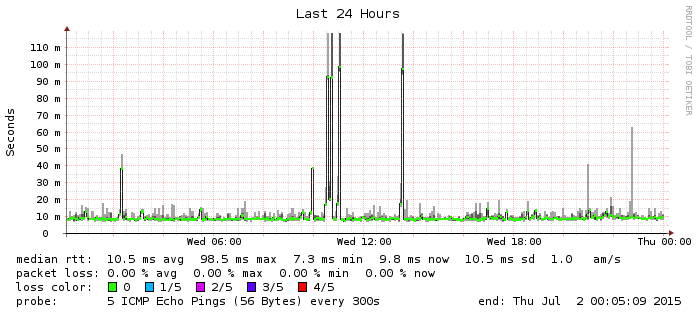 Last 24 Hours
RRDTOOL / TOBI OETIKER
Seconds
110 m
100 m
90 m
80 m
70 m
60 m
50 m
40 m
30 m
20 m
10 m
0
Wed 06:00 Wed 12:00 Wed 18:00 Thu 00:00
median rtt: 10.5 ms avg 98.5 ms max 7.3 ms min 9.8 ms now 10.5 ms sd 1.0 am/s
packet loss: 0.00 % avg 0.00 % max 0.00 % min 0.00 % now
loss color: 0 1/5 2/5 3/5 4/5
probe: 5 ICMP Echo Pings (56 Bytes) every 300s end: Thu Jul 2 00:05:09 2015